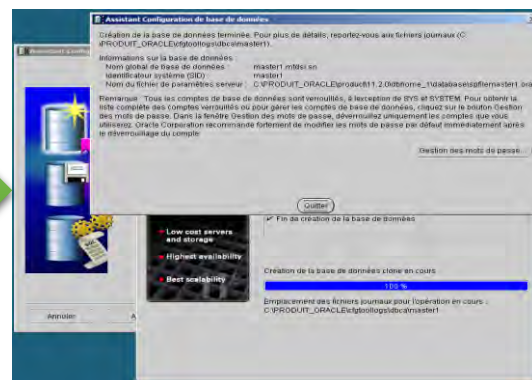 Assistant Configuration de base de données
Création de la base de données terminée. Pour plus de détails, reportez-vous aux fichiers journaux (C
\PRODUIT_ORACLE\cfgtoollogs\dbca\master1).
Informations sur la base de données :
Nom global de base de données : master1.mfdsi.sn
Identificateur système (SID) : master1
Nom du fichier de paramètres serveur : C:\PRODUIT_ORACLE\product\11.2.0\dbhome_1\database\spfilemaster1.ora
Remarque : Tous les comptes de base de données sont verrouillés, à l'exception de SYS et SYSTEM. Pour obtenir la
liste complète des comptes verrouillés ou pour gérer les comptes de base de données, cliquez sur le bouton Gestion
des mots de passe. Dans la fenêtre Gestion des mots de passe, déverrouillez uniquement les comptes que vous
utiliserez. Oracle Corporation recommande fortement de modifier les mots de passe par défaut immédiatement après
le déverrouillage du compte.
Gestion des mots de passe...
Quitter
Fin de création de la base de données
Low cost servers
and storage
Highest availability
Best scalability
Création de la base de données clone en cours
100 %
Emplacement des fichiers journaux pour l'opération en cours :
C:\PRODUIT_ORACLE\cfgtoollogs\dbca\master1
Annuler